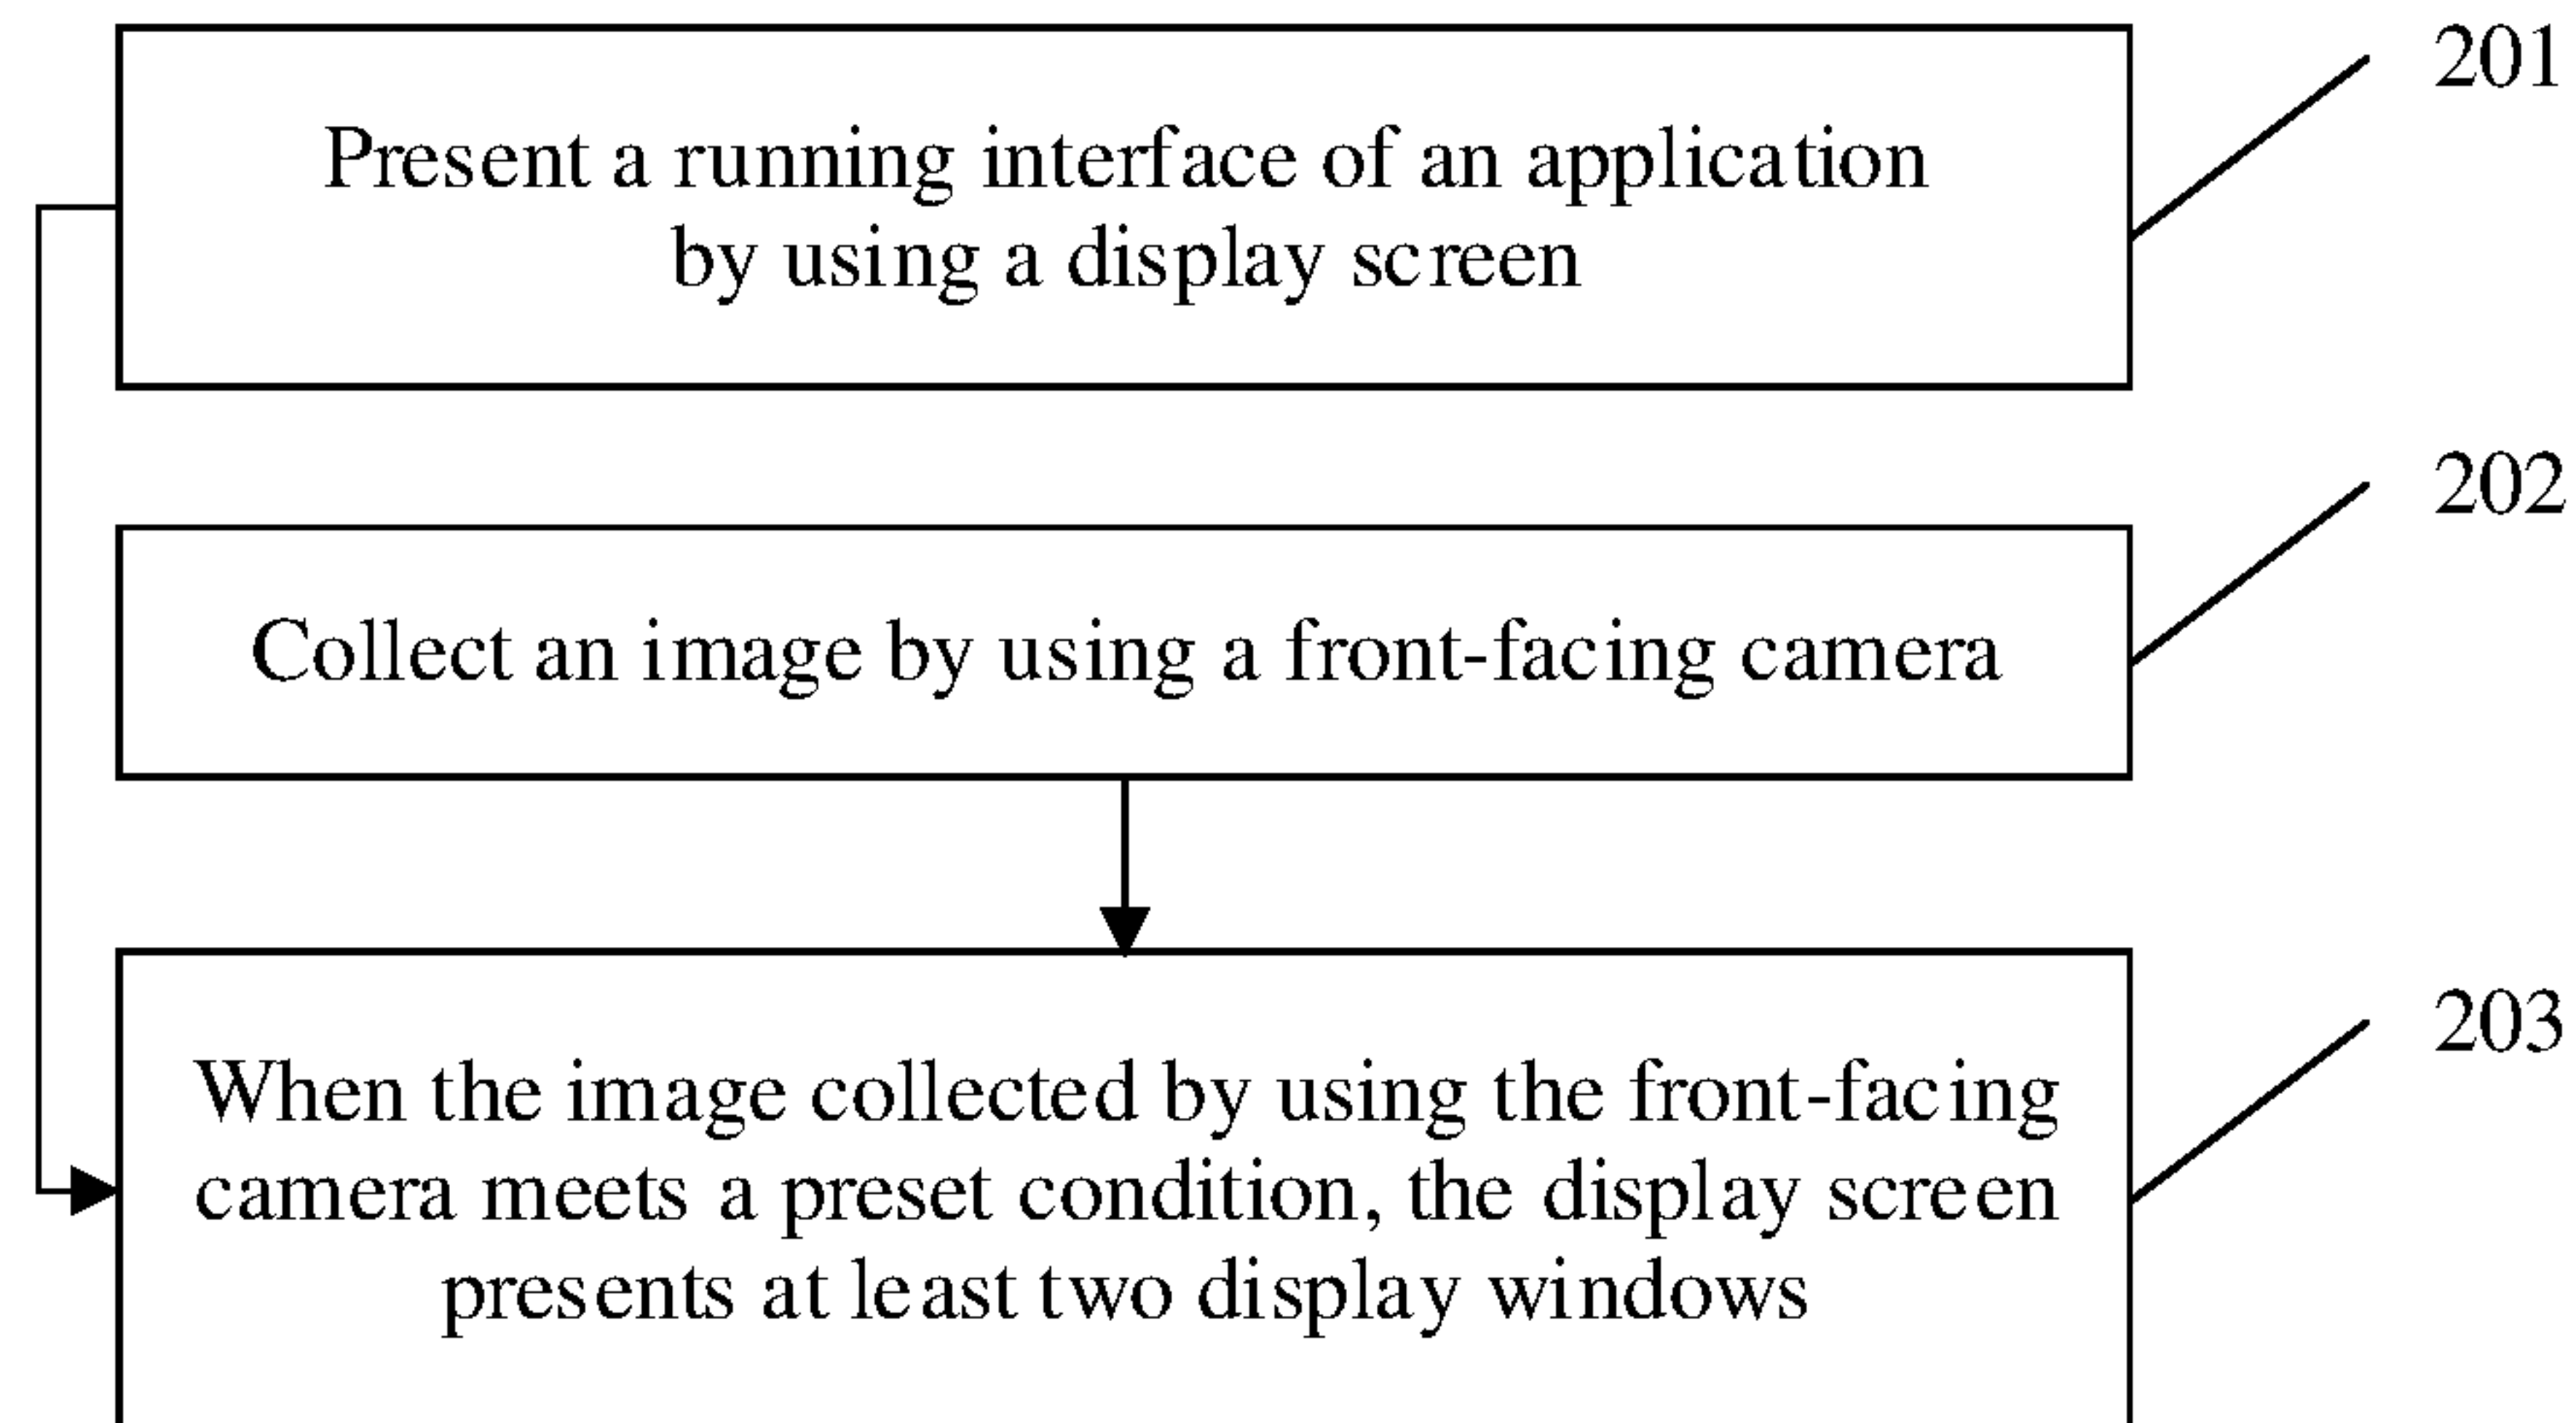 201
Present a running interface of an application
by using a display screen
202
Collect an image by using a front-facing camera
203
When the image collected by using the front-facing
camera meets a preset condition, the display screen
presents at least two display windows